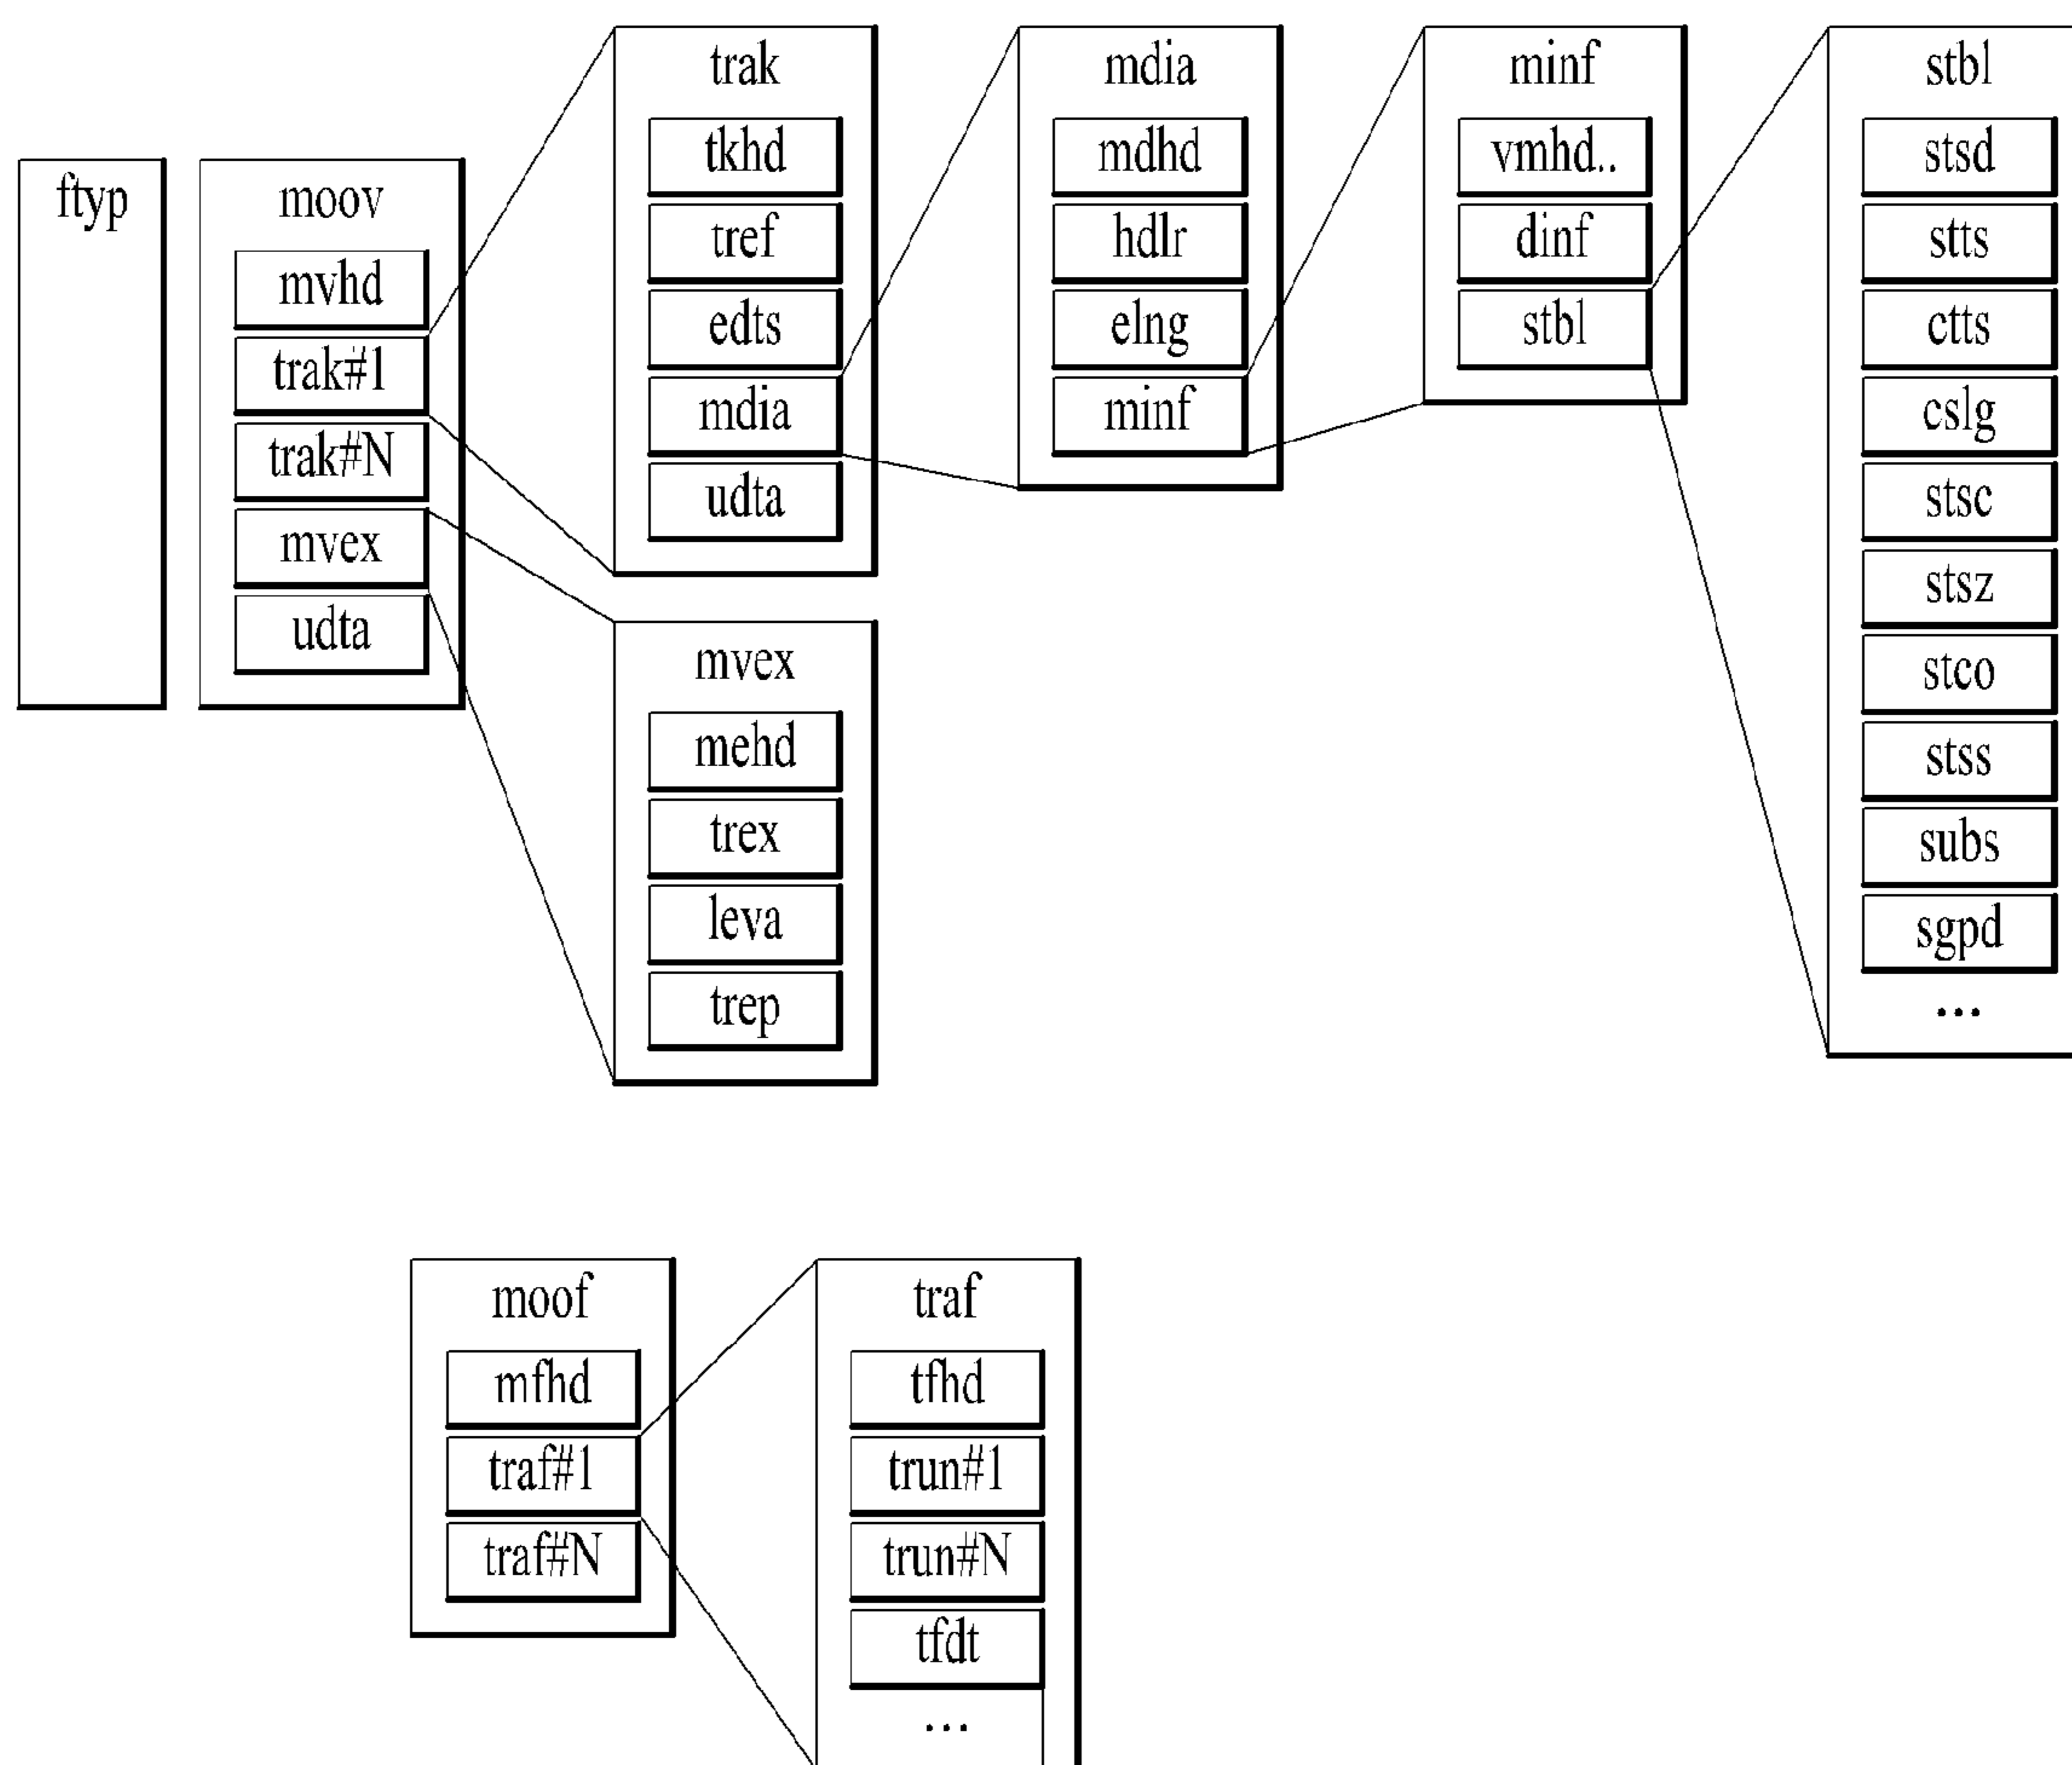 ftyp
moov
mvhd
trak#1
trak#N
mvex
udta
trak
tkhd
tref
edts
mdia
udta
mvex
mehd
trex
leva
trep
mdia
mdhd
hdlr
elng
minf
minf
vmhd..
dinf
stbl
stbl
stsd
stts
ctts
cslg
stsc
stsz
stco
stss
subs
sgpd
...
moof
mfhd
traf#1
traf#N
traf
tfhd
trun#1
trun#N
tfdt
...